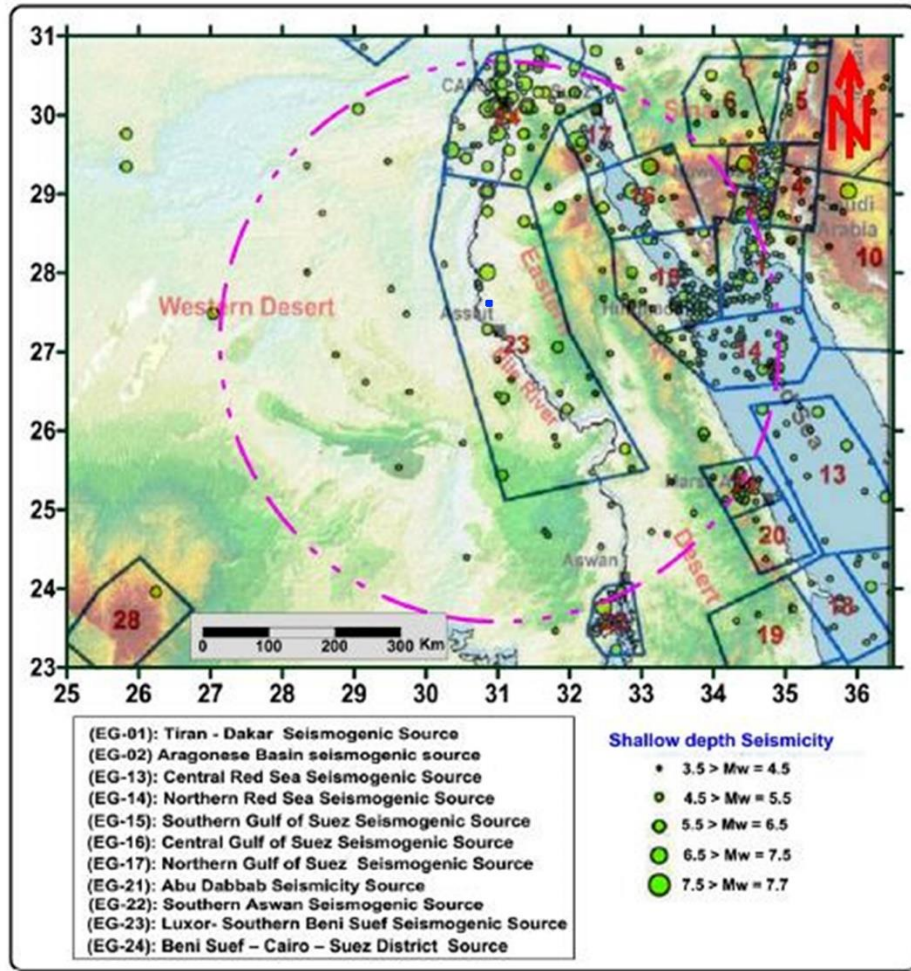 31
30
29
28
27
26
25
24
23
25 26 27 28 29 30 31 32 33 34 35 36
N
24
17
6
5
16
4
Saudi
Arabia
10
1
15
Western Desert
Eastern
Assiut
23
Nile River
14
Red Sea
13
Desert
20
Aswan
18
19
28
0 100 200 300 Km
(EG-01): Tiran - Dakar Seismogenic Source
(EG-02) Aragonese Basin seismogenic source
(EG-13): Central Red Sea Seismogenic Source
(EG-14): Northern Red Sea Seismogenic Source
(EG-15): Southern Gulf of Suez Seismogenic Source
(EG-16): Central Gulf of Suez Seismogenic Source
(EG-17): Northern Gulf of Suez Seismogenic Source
(EG-21): Abu Dabbab Seismicity Source
(EG-22): Southern Aswan Seismogenic Source
(EG-23): Luxor- Southern Beni Suef Seismogenic Source
(EG-24): Beni Suef – Cairo – Suez District Source
Shallow depth Seismicity
3.5 > Mw = 4.5
4.5 > Mw = 5.5
5.5 > Mw = 6.5
6.5 > Mw = 7.5
7.5 > Mw = 7.7